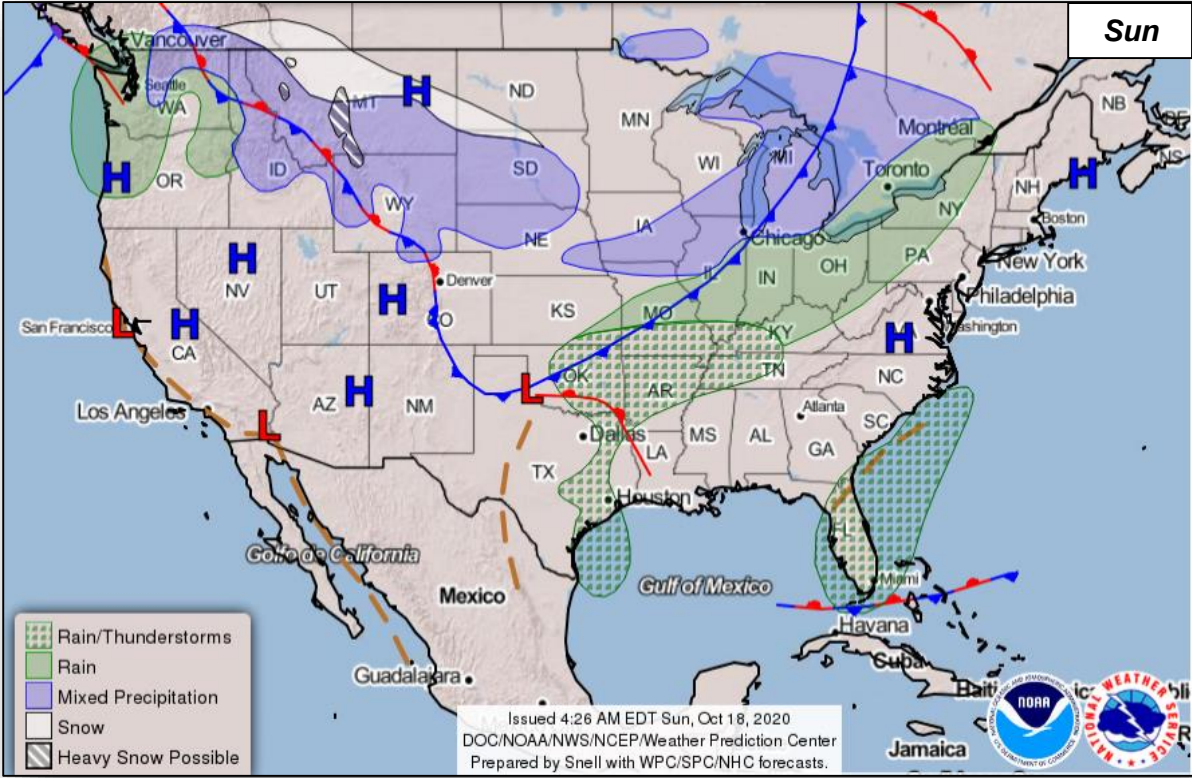 Sun
Vancouver
Seattle
WA
MT
H
ND
MN
Montréal
NB
NS
H
OR
ID
SD
WI
MI
Toronto
NH
H
WY
NY
Boston
IA
NE
Chicago
PA
New York
H
NV
UT
H
Denver
CO
KS
IL
IN
OH
Philadelphia
San Francisco
L
H
CA
MO
KY
H
Washington
Los Angeles
AZ
H
NM
L
OK
AR
TN
NC
Atlanta
SC
L
Dallas
LA
MS
AL
GA
TX
Houston
FL
Golfo de California
Mexico
Gulf of Mexico
Miami
Havana
Cuba
Guadalajara
Jamaica
Rain/Thunderstorms
Rain
Mixed Precipitation
Snow
Heavy Snow Possible
Issued 4:26 AM EDT Sun, Oct 18, 2020
DOC/NOAA/NWS/NCEP/Weather Prediction Center
Prepared by Snell with WPC/SPC/NHC forecasts.
NOAA
NATIONAL WEATHER SERVICE